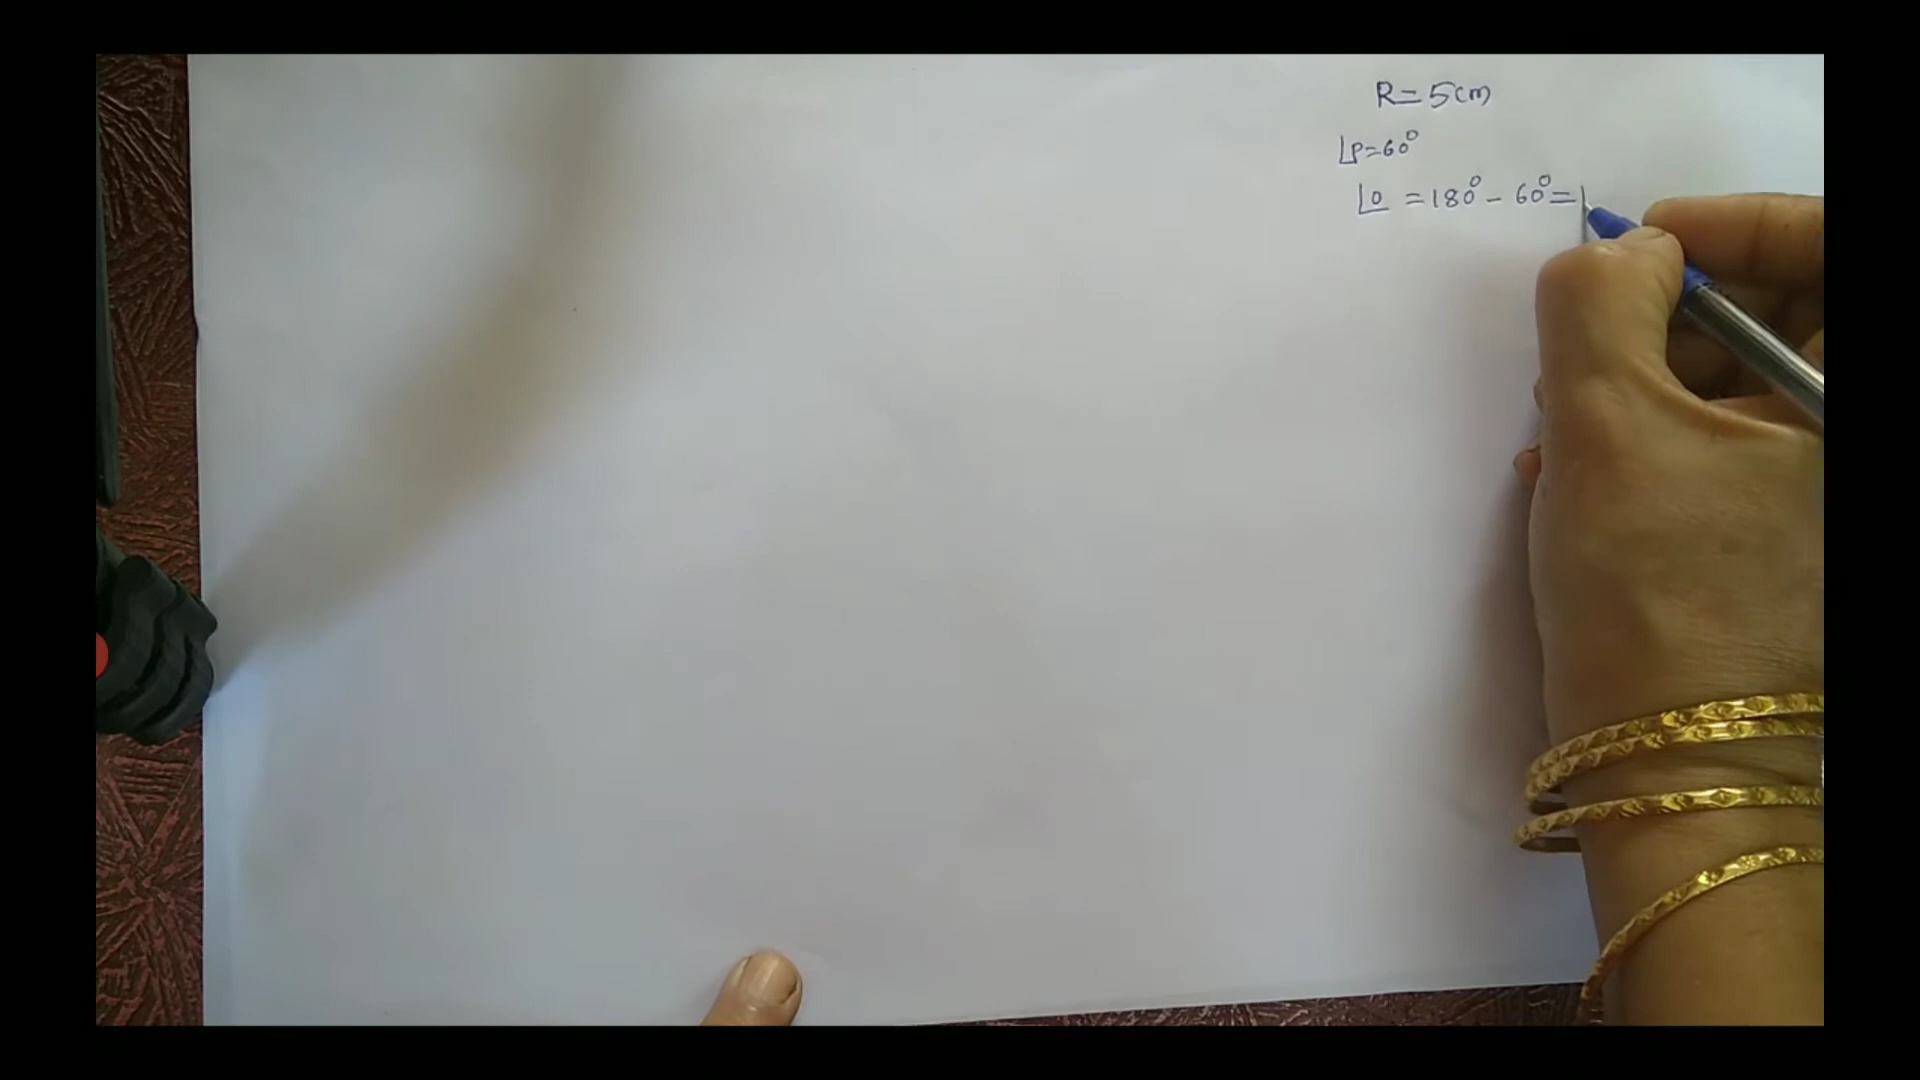 R = 5cm
∠P = 60°
∠O = 180° - 60° = 1